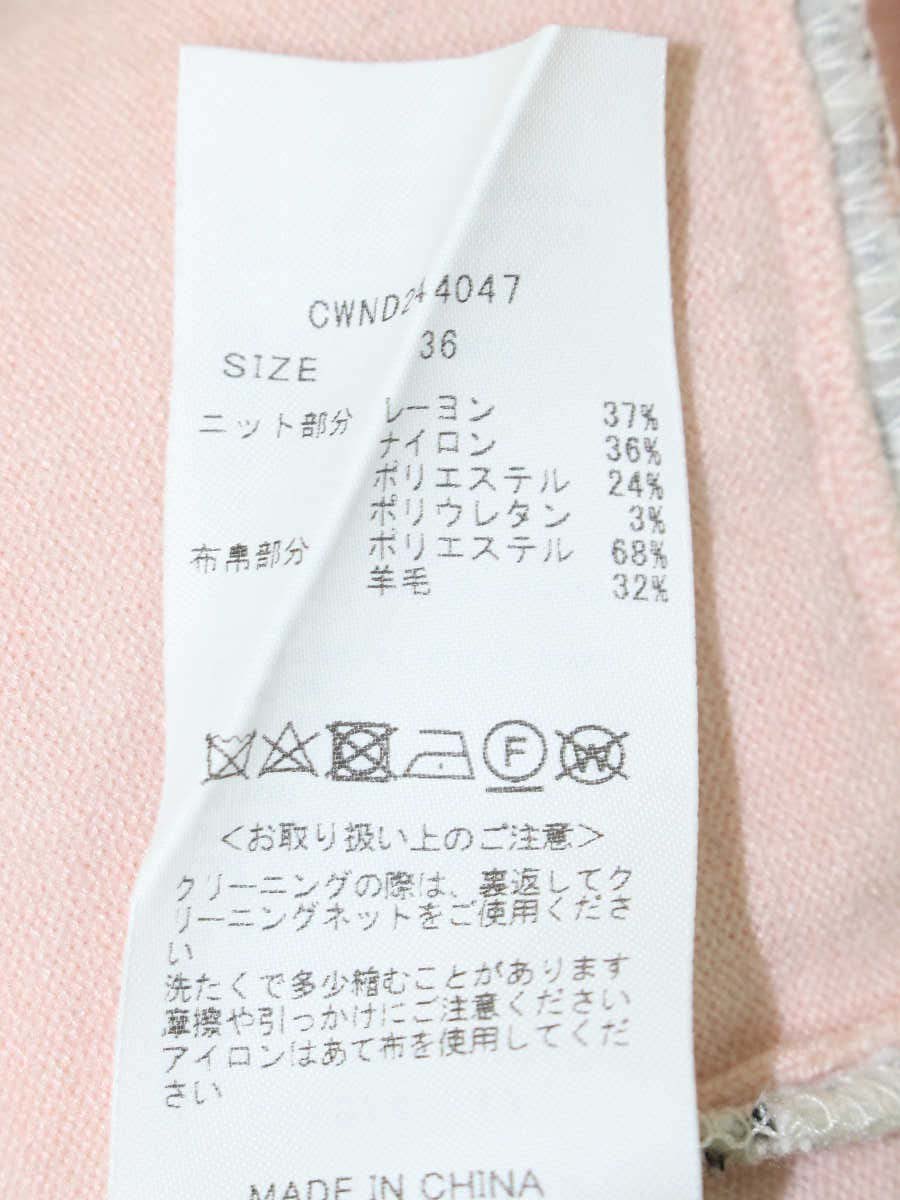 CWND244047
SIZE 36
ニット部分 レーヨン 37%
ナイロン 36%
ポリエステル 24%
ポリウレタン 3%
布帛部分 ポリエステル 68%
羊毛 32%
F W
<お取り扱い上のご注意>
クリーニングの際は、裏返してク
リーニングネットをご使用くださ
い
洗たくで多少縮むことがあります
摩擦や引っかけにご注意ください
アイロンはあて布を使用してくだ
さい
MADE IN CHINA